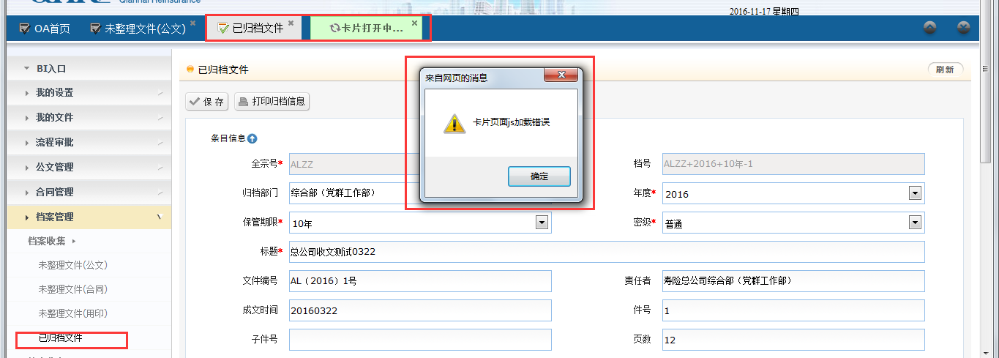 Qianhai Reinsurance
2016-11-17 星期四
OA首页 未整理文件(公文) 已归档文件 卡片打开中...
BI入口
我的设置
我的文件
流程审批
公文管理
合同管理
档案管理
档案收集
未整理文件(公文)
未整理文件(合同)
未整理文件(用印)
已归档文件
已归档文件
刷新
保存 打印归档信息
来自网页的消息
卡片页面js加载错误
确定
条目信息
全宗号* ALZZ 档号 ALZZ+2016+10年-1
归档部门 综合部（党群工作部） 年度* 2016
保管期限* 10年 密级* 普通
标题* 总公司收文测试0322
文件编号 AL（2016）1号 责任者 寿险总公司综合部（党群工作部）
成文时间 20160322 件号 1
子件号 页数 12